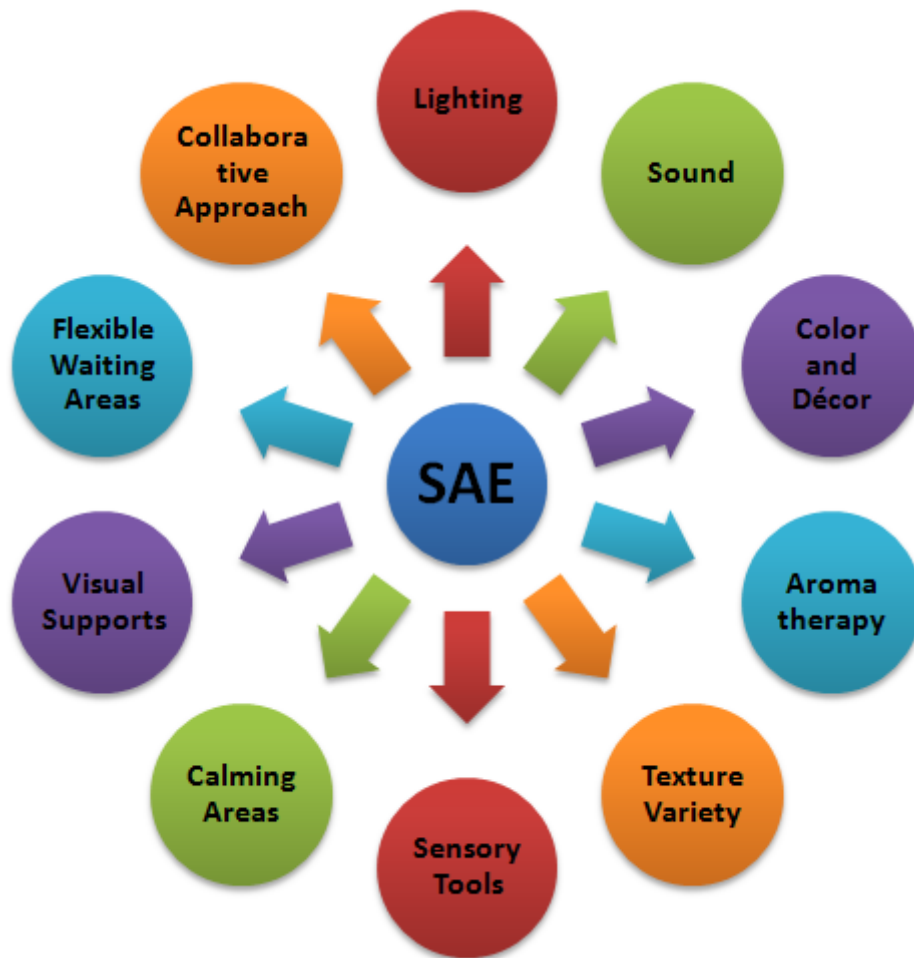 Lighting
Sound
Color
and
Décor
Aroma
therapy
Texture
Variety
Sensory
Tools
Calming
Areas
Visual
Supports
Flexible
Waiting
Areas
Collabora
tive
Approach
SAE